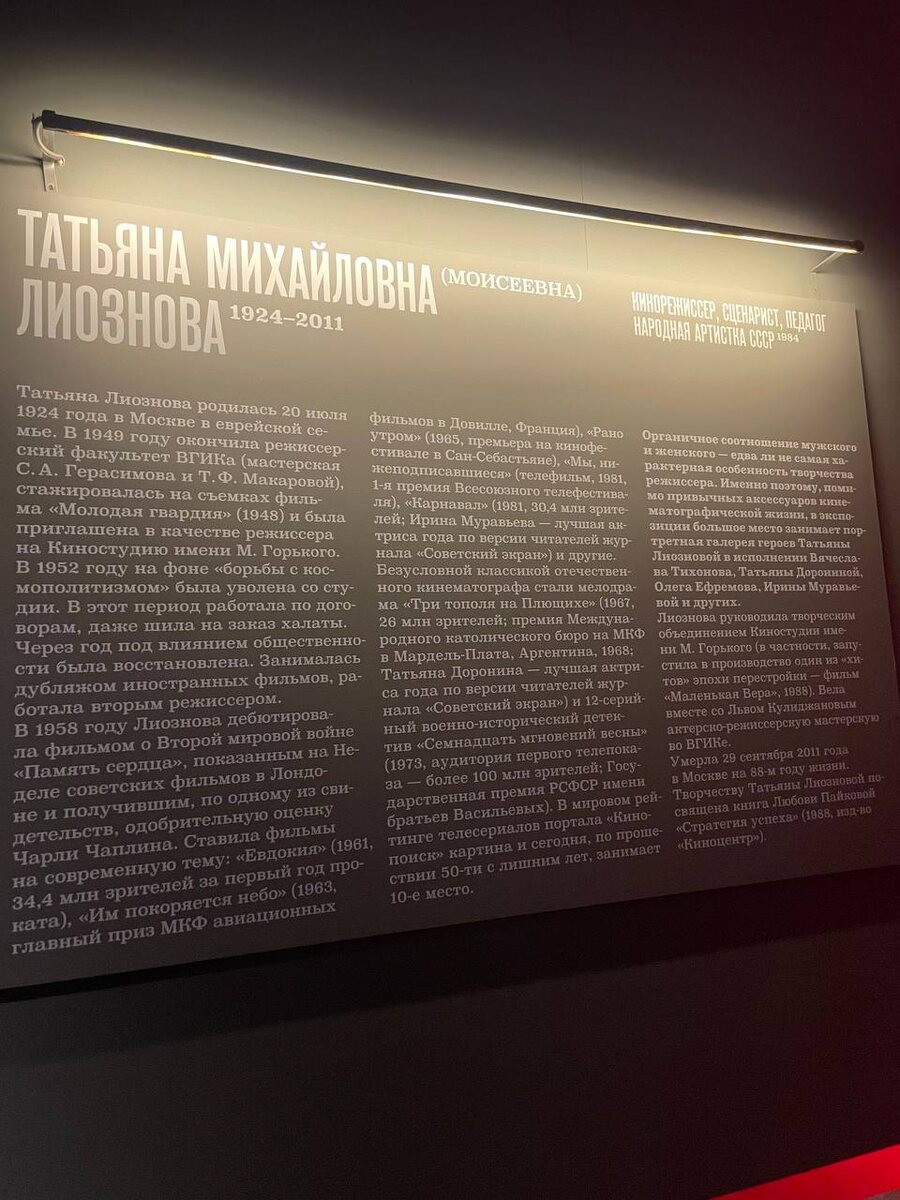 ТАТЬЯНА МИХАЙЛОВНА (МОИСЕЕВНА)
ЛИОЗНОВА 1924–2011
КИНОРЕЖИССЕР, СЦЕНАРИСТ, ПЕДАГОГ
НАРОДНАЯ АРТИСТКА СССР 1984
Татьяна Лиознова родилась 20 июля
1924 года в Москве в еврейской се-
мье. В 1949 году окончила режиссер-
ский факультет ВГИКа (мастерская
С. А. Герасимова и Т. Ф. Макаровой),
стажировалась на съемках филь-
ма «Молодая гвардия» (1948) и была
приглашена в качестве режиссера
на Киностудию имени М. Горького.
В 1952 году на фоне «борьбы с кос-
мополитизмом» была уволена со сту-
дии. В этот период работала по дого-
ворам, даже шила на заказ халаты.
Через год под влиянием общественно-
сти была восстановлена. Занималась
дубляжом иностранных фильмов, ра-
ботала вторым режиссером.
В 1958 году Лиознова дебютирова-
ла фильмом о Второй мировой войне
«Память сердца», показанным на Не-
деле советских фильмов в Лондо-
не и получившим, по одному из сви-
детельств, одобрительную оценку
Чарли Чаплина. Ставила фильмы
на современную тему: «Евдокия» (1961,
34,4 млн зрителей за первый год про-
ката), «Им покоряется небо» (1963,
главный приз МКФ авиационных
фильмов в Довилле, Франция), «Рано
утром» (1965, премьера на кинофе-
стивале в Сан-Себастьяне), «Мы, ни-
жеподписавшиеся» (телефильм, 1981,
1-я премия Всесоюзного телефестива-
ля), «Карнавал» (1981, 30,4 млн зрите-
лей; Ирина Муравьева — лучшая ак-
триса года по версии читателей жур-
нала «Советский экран») и другие.
Безусловной классикой отечествен-
ного кинематографа стали мелодра-
ма «Три тополя на Плющихе» (1967,
26 млн зрителей; премия Междуна-
родного католического бюро на МКФ
в Мардель-Плата, Аргентина, 1968;
Татьяна Доронина — лучшая актри-
са года по версии читателей жур-
нала «Советский экран») и 12-серий-
ный военно-исторический детек-
тив «Семнадцать мгновений весны»
(1973, аудитория первого телепока-
за — более 100 млн зрителей; Госу-
дарственная премия РСФСР имени
братьев Васильевых). В мировом рей-
тинге телесериалов портала «Кино-
поиск» картина и сегодня, по проше-
ствии 50-ти с лишним лет, занимает
10-е место.
Органичное соотношение мужского
и женского — едва ли не самая ха-
рактерная особенность творчества
режиссера. Именно поэтому, поми-
мо привычных аксессуаров кине-
матографической жизни, в экспо-
зиции большое место занимает пор-
третная галерея героев Татьяны
Лиозновой в исполнении Вячесла-
ва Тихонова, Татьяны Дорониной,
Олега Ефремова, Ирины Муравье-
вой и других.
Лиознова руководила творческим
объединением Киностудии име-
ни М. Горького (в частности, запу-
стила в производство один из «хи-
тов» эпохи перестройки — фильм
«Маленькая Вера», 1988). Вела
вместе со Львом Кулиджановым
актерско-режиссерскую мастерскую
во ВГИКе.
Умерла 29 сентября 2011 года
в Москве на 88-м году жизни.
Творчеству Татьяны Лиозновой по-
священа книга Любови Пайковой
«Стратегия успеха» (1988, изд-во
«Киноцентр»).